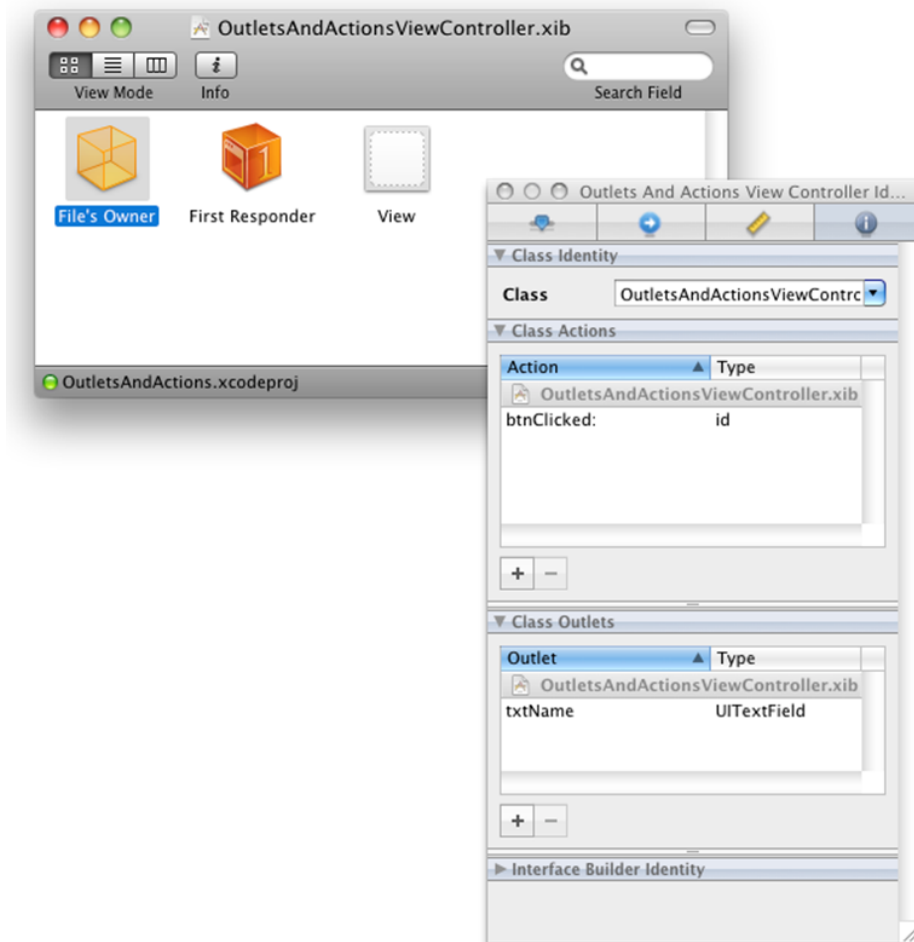 OutletsAndActionsViewController.xib
View Mode
Info
Search Field
File's Owner
First Responder
1
View
OutletsAndActions.xcodeproj
Outlets And Actions View Controller Id...
Class Identity
Class OutletsAndActionsViewContrc
Class Actions
Action Type
OutletsAndActionsViewController.xib
btnClicked: id
+ −
Class Outlets
Outlet Type
OutletsAndActionsViewController.xib
txtName UITextField
+ −
Interface Builder Identity